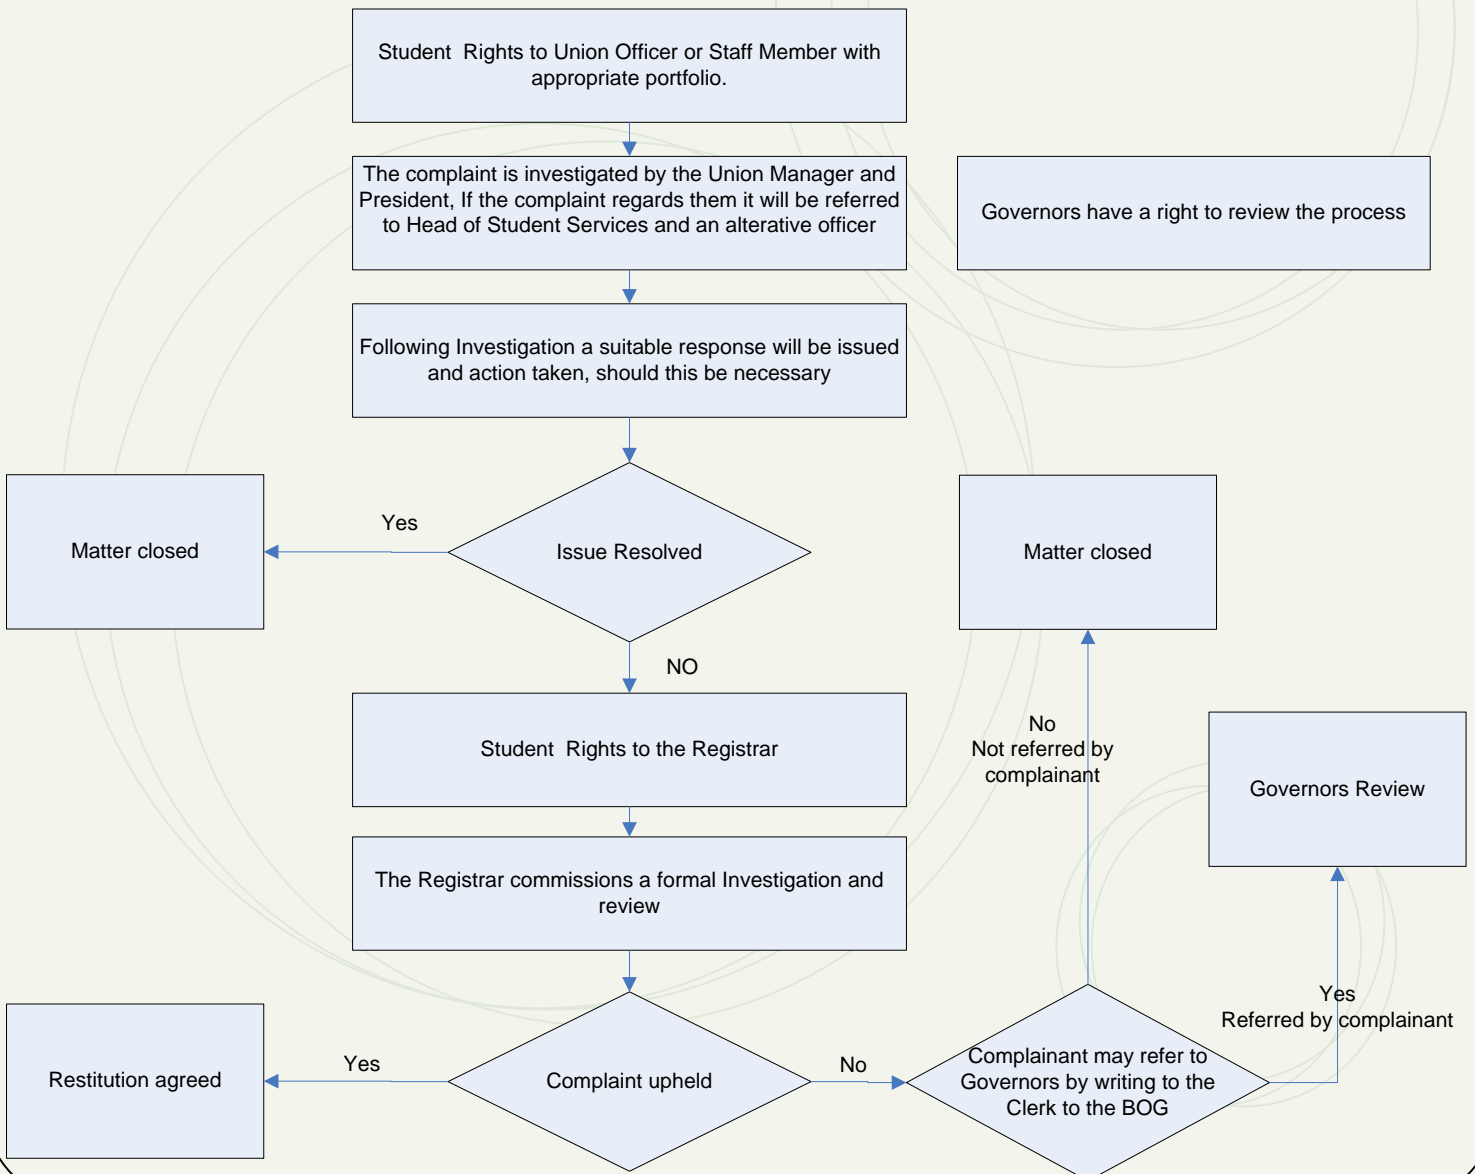 Student  Rights to Union Officer or Staff Member with
appropriate portfolio.
The complaint is investigated by the Union Manager and
President, If the complaint regards them it will be referred
to Head of Student Services and an alterative officer
Governors have a right to review the process
Following Investigation a suitable response will be issued
and action taken, should this be necessary
Matter closed
Yes
Issue Resolved
Matter closed
NO
Student  Rights to the Registrar
No
Not referred by
complainant
Governors Review
The Registrar commissions a formal Investigation and
review
Yes
Referred by complainant
Restitution agreed
Yes
Complaint upheld
No
Complainant may refer to
Governors by writing to the
Clerk to the BOG